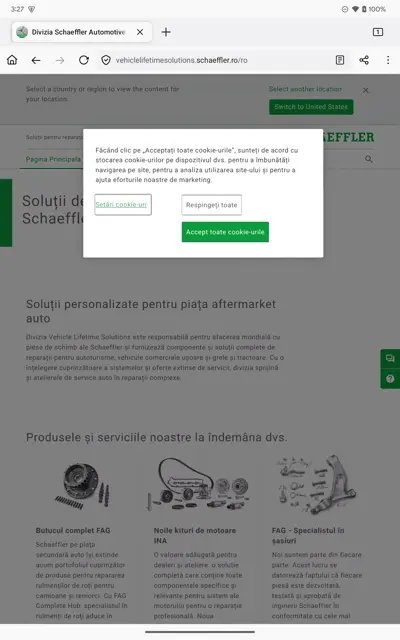 3:27
100%
Divizia Schaeffler Automotive
vehiclelifetimesolutions.schaeffler.ro/ro
1
Select a country or region to view the content for
your location.
Select another location
Switch to United States
Soluții pentru reparații
AEFFLER
Pagina Principala
Făcând clic pe „Acceptați toate cookie-urile", sunteți de acord cu
stocarea cookie-urilor pe dispozitivul dvs. pentru a îmbunătăți
navigarea pe site, pentru a analiza utilizarea site-ului și pentru a
ajuta eforturile noastre de marketing.
Setări cookie-uri
Respingeți toate
Accept toate cookie-urile
Soluții de
Schaeffle
Soluții personalizate pentru piața aftermarket
auto
Divizia Vehicle Lifetime Solutions este responsabilă pentru afacerea mondială cu
piese de schimb ale Schaeffler și furnizează componente și soluții complete de
reparații pentru autoturisme, vehicule comerciale ușoare și grele și tractoare. Cu o
înțelegere cuprinzătoare a sistemelor și oferte extinse de servicii, divizia sprijină
și atelierele de service auto în reparații complexe.
Produsele și serviciile noastre la îndemâna dvs.
Butucul complet FAG
Schaeffler pe piața
secundară auto își extinde
acum portofoliul cuprinzător
de produse pentru repararea
rulmenților de roți pentru
camioane și remorci. Cu FAG
Complete Hub, specialistul în
rulmenți de roți aduce în
Noile kituri de motoare
INA
O valoare adăugată pentru
dealeri și ateliere: o soluție
completă care conține toate
componentele specifice și
relevante pentru sistem ale
motorului pentru o reparație
profesională. Nouă
FAG - Specialistul în
șasiuri
Noi suntem parte din fiecare
parte. Acest lucru se
datorează faptului că fiecare
piesă este dezvoltată,
testată și aprobată de
inginerii Schaeffler în
conformitate cu cele mai